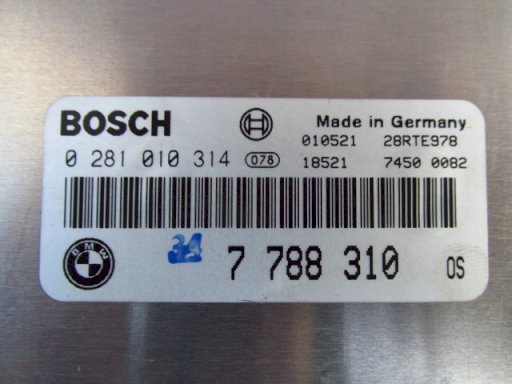 BOSCH
Made in Germany
010521 28RTE978
0 281 010 314 078
18521 7450 0082
BMW
34 7 788 310 OS